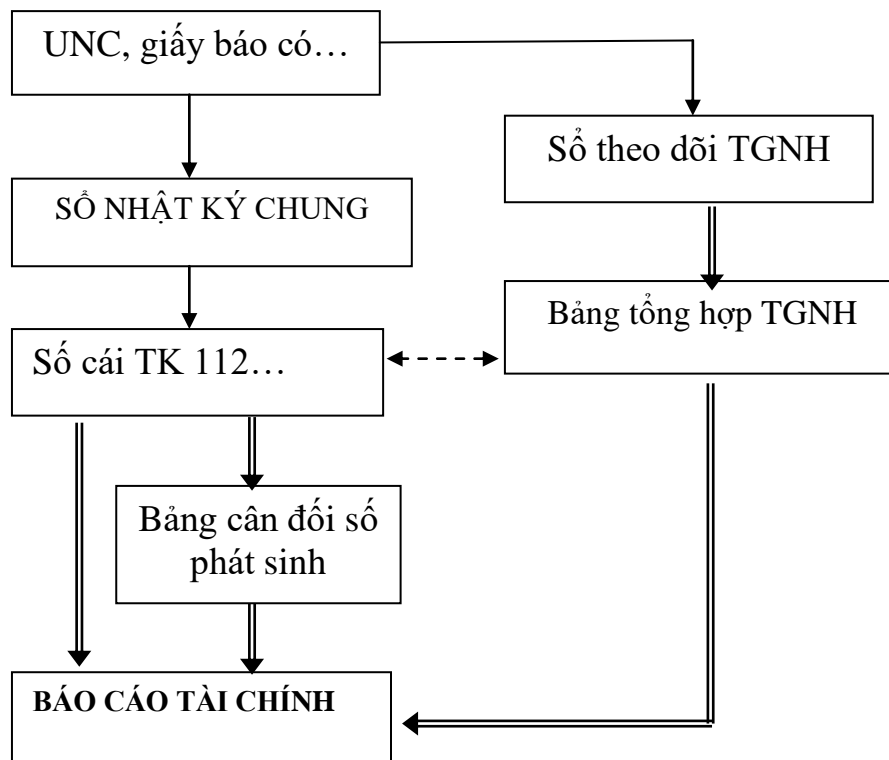 UNC, giấy báo có…
Sổ theo dõi TGNH
SỔ NHẬT KÝ CHUNG
Bảng tổng hợp TGNH
Số cái TK 112…
Bảng cân đối số
phát sinh
BÁO CÁO TÀI CHÍNH